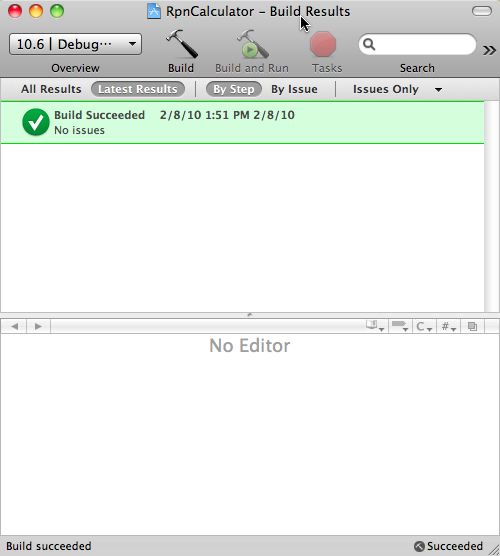 RpnCalculator – Build Results
10.6 | Debug···
Overview
Build
Build and Run
Tasks
Search
All Results
Latest Results
By Step
By Issue
Issues Only
Build Succeeded 2/8/10 1:51 PM 2/8/10
No issues
C
#
No Editor
Build succeeded
Succeeded